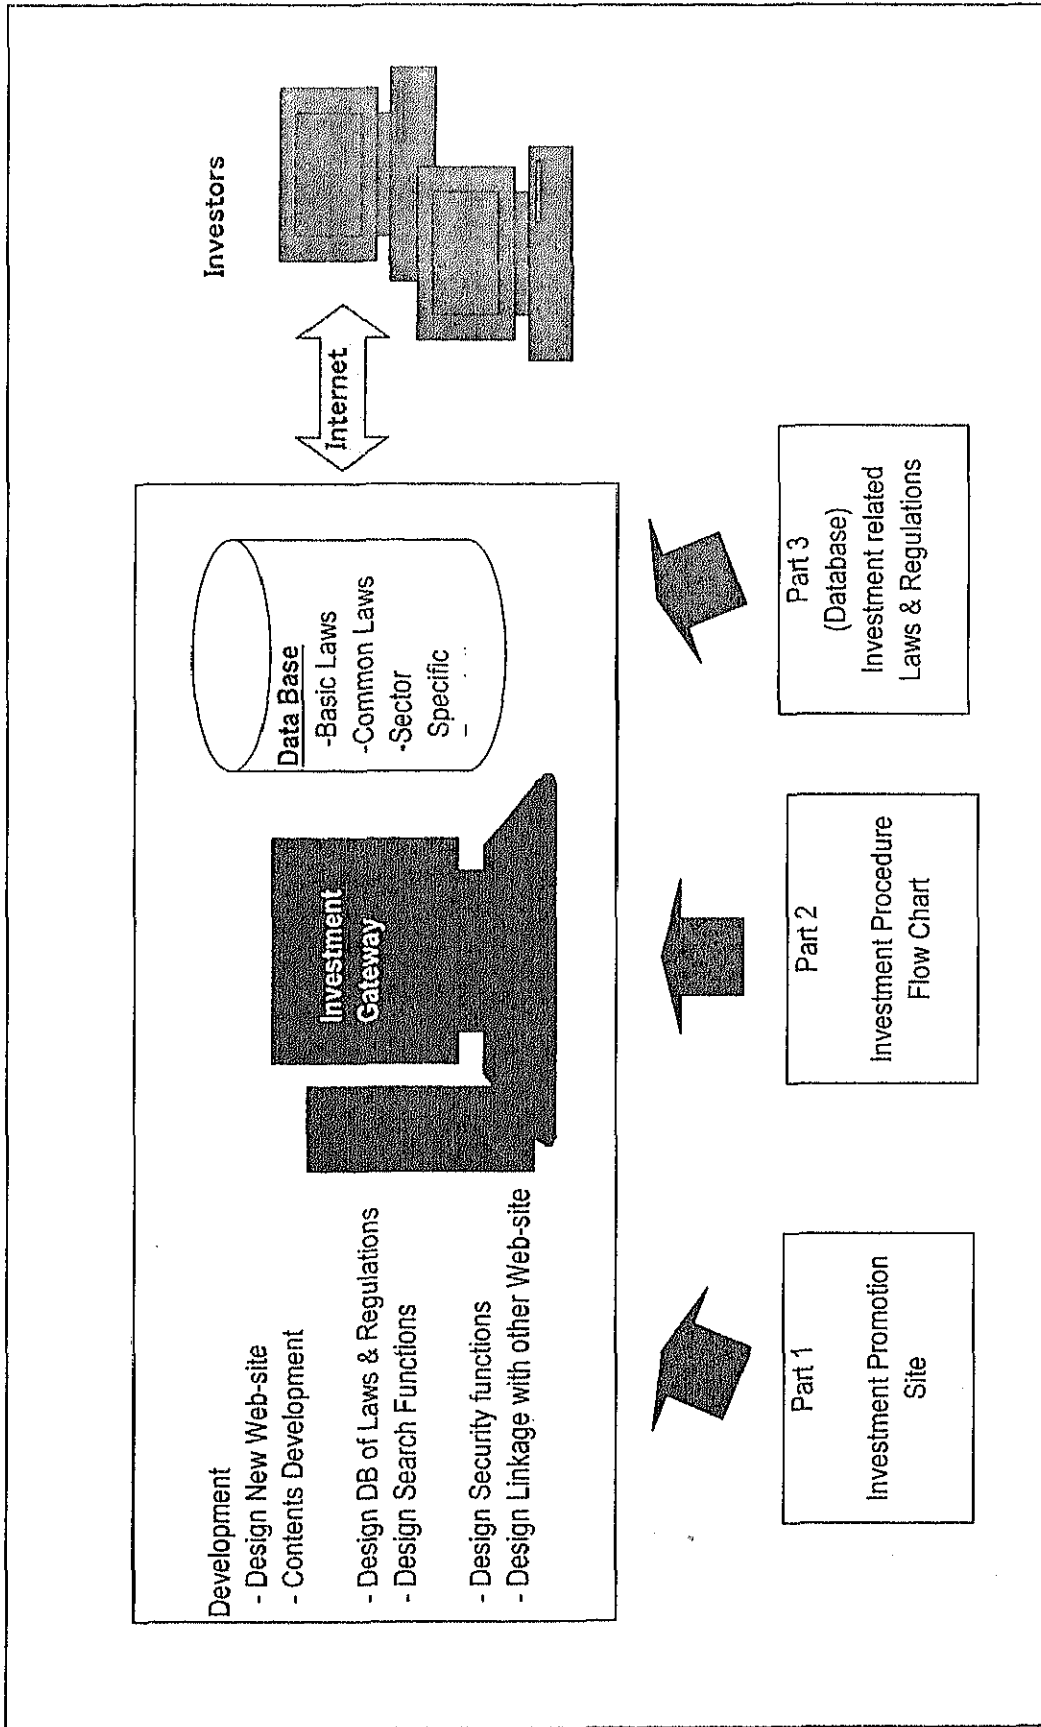 Development
- Design New Web-site
- Contents Development
- Design DB of Laws & Regulations
- Design Search Functions
- Design Security functions
- Design Linkage with other Web-site
Investment
Gateway
Data Base
-Basic Laws
-Common Laws
-Sector
Specific
Internet
Investors
Part 1
Investment Promotion
Site
Part 2
Investment Procedure
Flow Chart
Part 3
(Database)
Investment related
Laws & Regulations